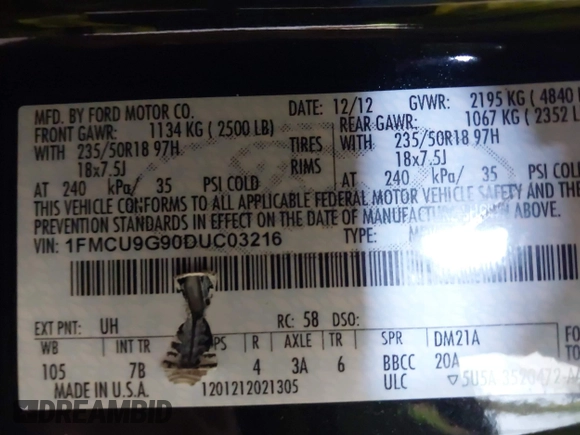 MFD. BY FORD MOTOR CO. DATE: 12/12 GVWR: 2195 KG ( 4840
FRONT GAWR: 1134 KG ( 2500 LB) REAR GAWR: 1067 KG ( 2352
WITH 235/50R18 97H TIRES WITH 235/50R18 97H
18x7.5J RIMS 18x7.5J
AT 240 kPa/ 35 PSI COLD AT 240 kPa/ 35 PSI COLD
THIS VEHICLE CONFORMS TO ALL APPLICABLE FEDERAL MOTOR VEHICLE SAFETY AND THEFT
PREVENTION STANDARDS IN EFFECT ON THE DATE OF MANUFACTURE SHOWN ABOVE.
VIN: 1FMCU9G90DUC03216 TYPE:
EXT PNT: UH RC: 58 DSO:
WB INT TR R AXLE TR SPR DM21A
105 7B 4 3A 6 BBCC 20A
MADE IN U.S.A. 1201212021305 ULC
DREAMBID